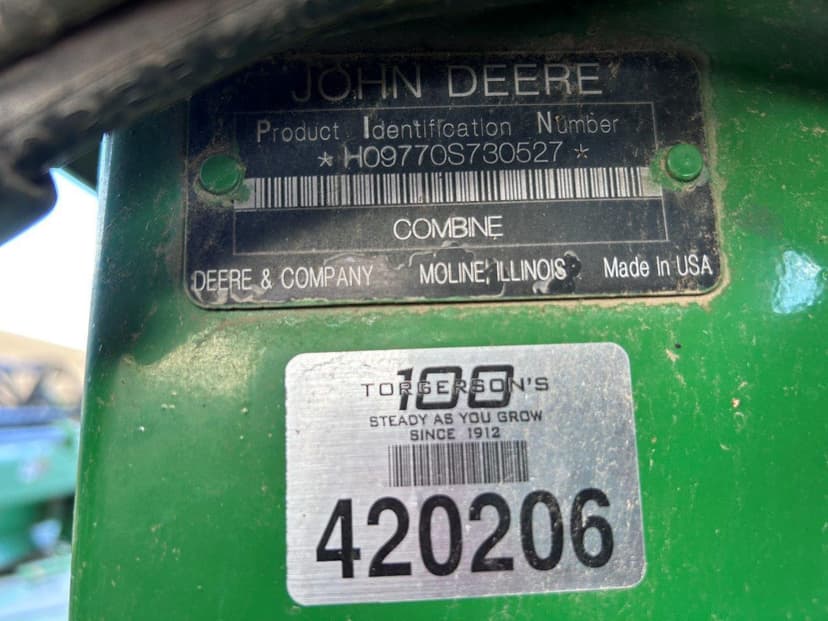 JOHN DEERE
Product Identification Number
* H09770S730527 *
COMBINE
DEERE & COMPANY MOLINE, ILLINOIS Made In USA
100
TORGERSON'S
STEADY AS YOU GROW
SINCE 1912
420206